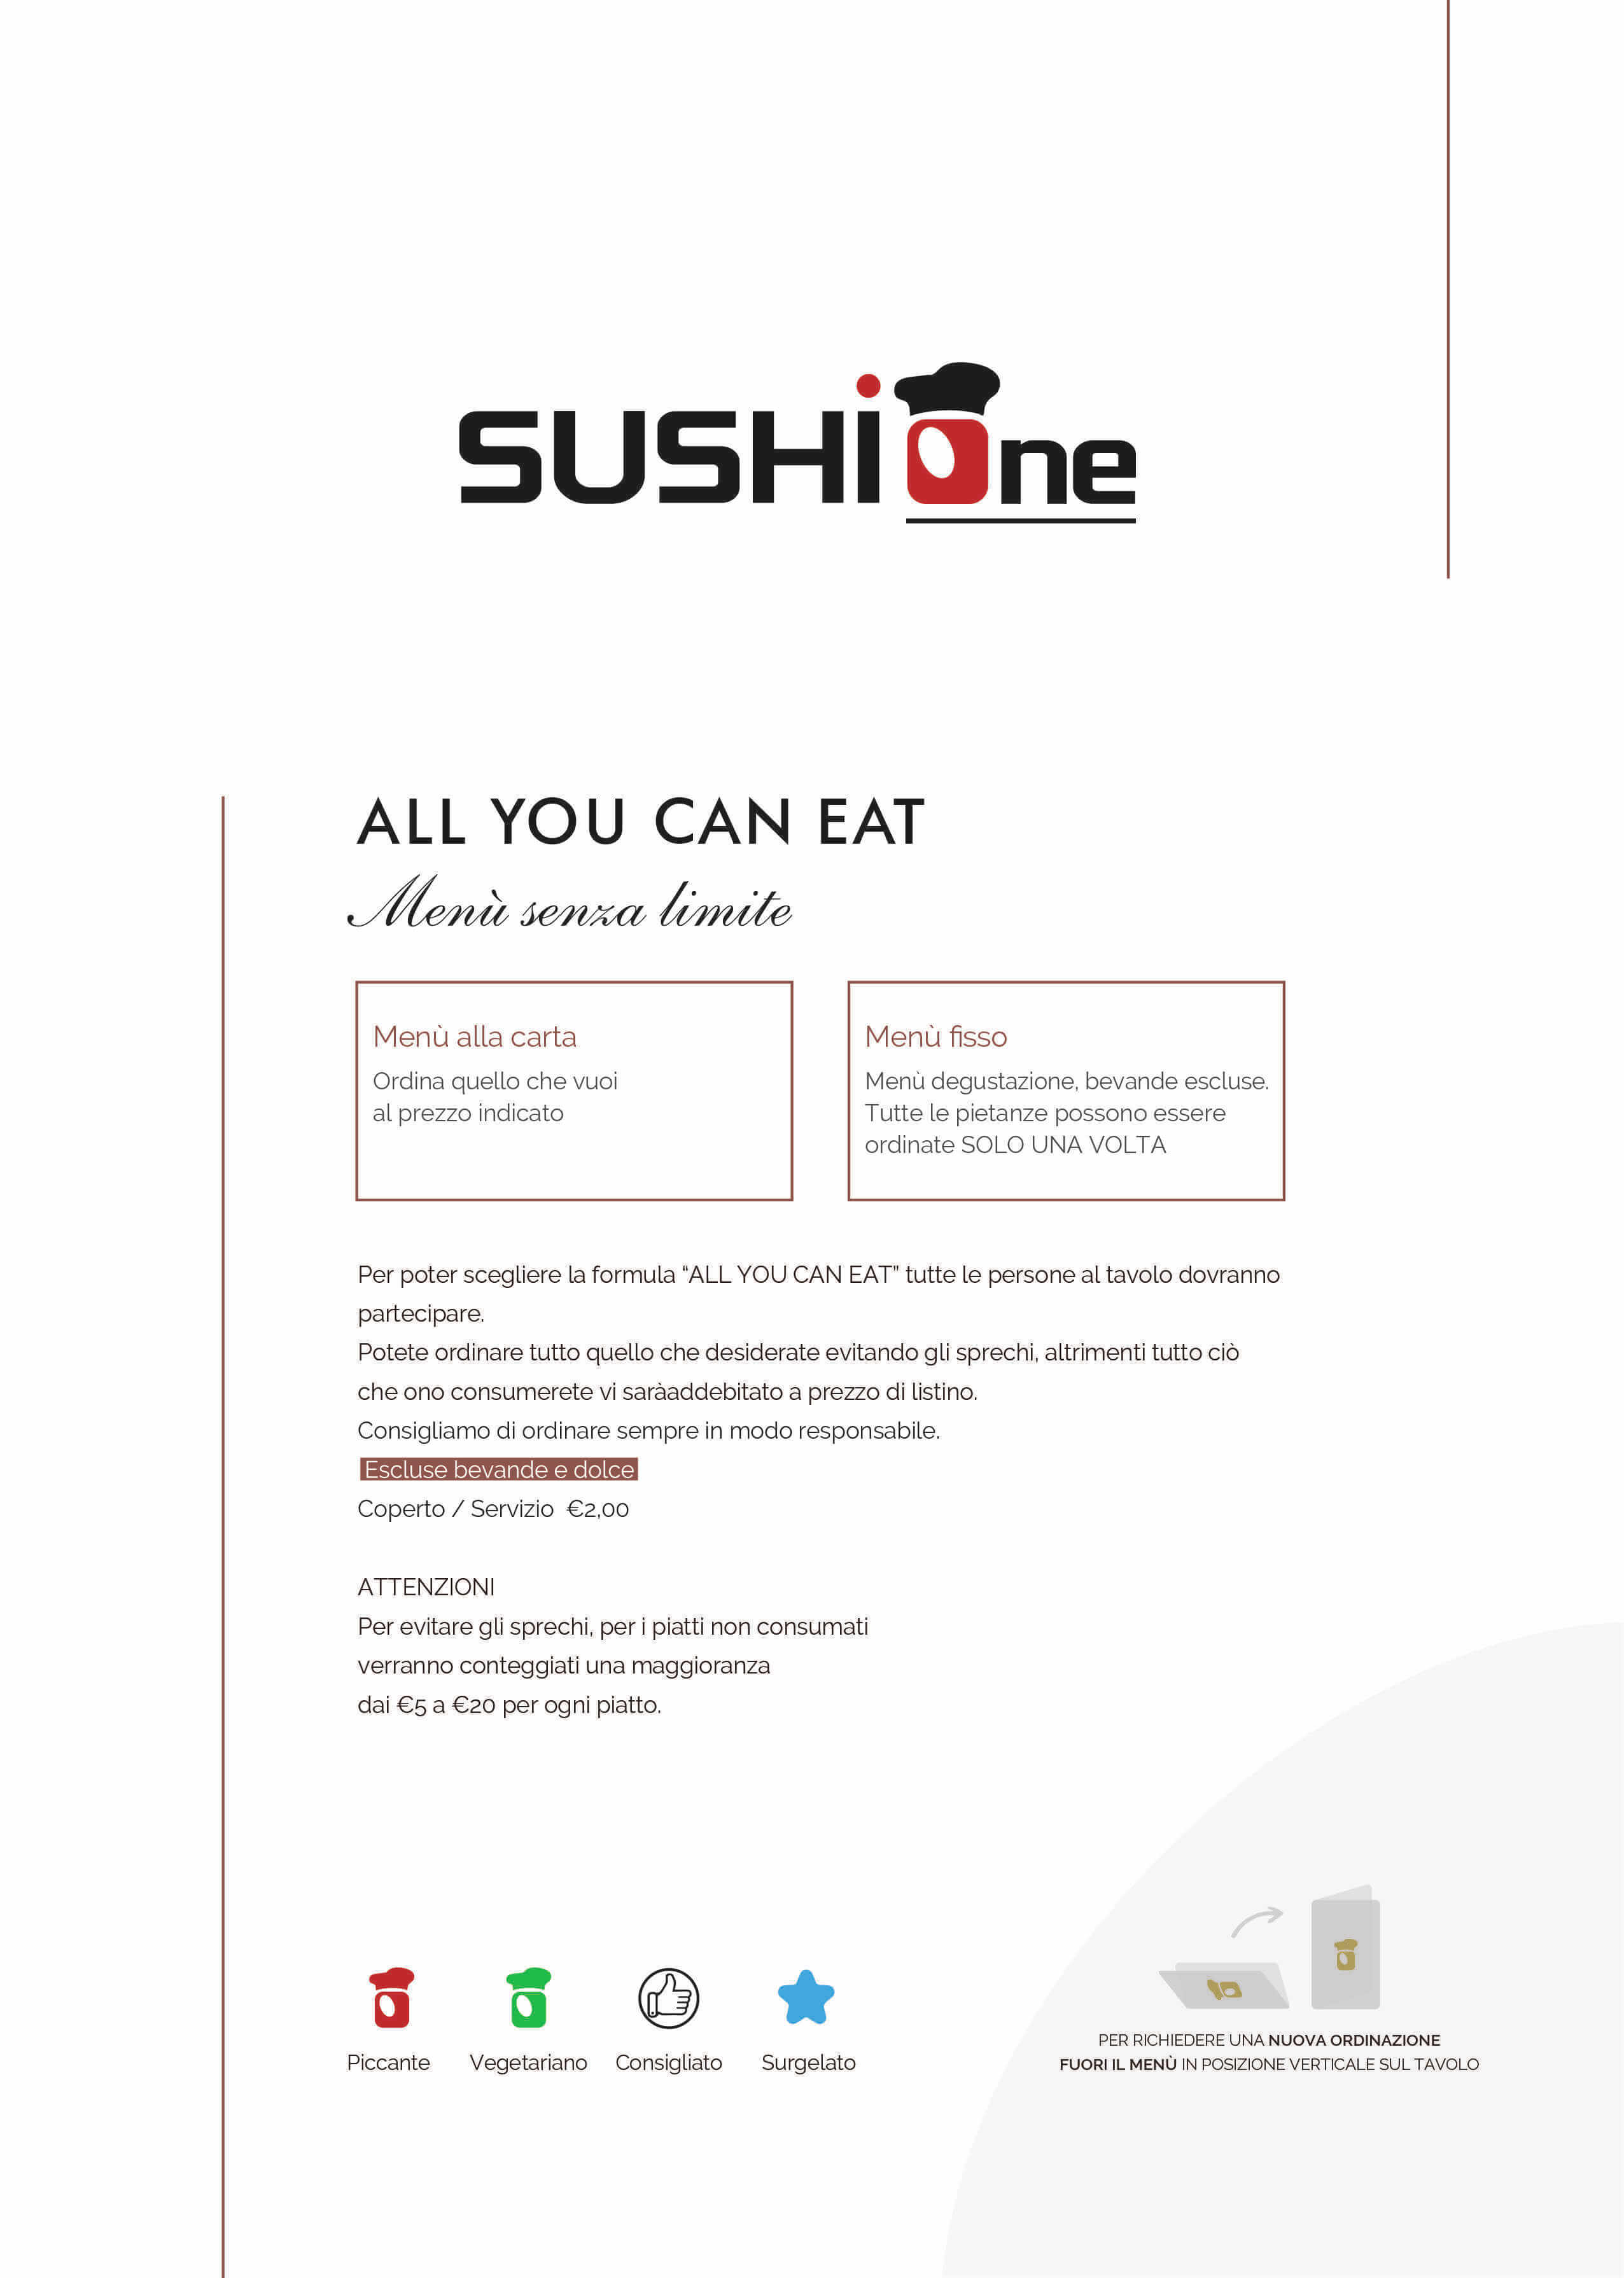 SUSHI One
ALL YOU CAN EAT
Menù senza limite
Menù alla carta
Ordina quello che vuoi
al prezzo indicato
Menù fisso
Menù degustazione, bevande escluse.
Tutte le pietanze possono essere
ordinate SOLO UNA VOLTA
Per poter scegliere la formula “ALL YOU CAN EAT” tutte le persone al tavolo dovranno
partecipare.
Potete ordinare tutto quello che desiderate evitando gli sprechi, altrimenti tutto ciò
che ono consumerete vi saràaddebitato a prezzo di listino.
Consigliamo di ordinare sempre in modo responsabile.
Escluse bevande e dolce
Coperto / Servizio €2,00
ATTENZIONI
Per evitare gli sprechi, per i piatti non consumati
verranno conteggiati una maggioranza
dai €5 a €20 per ogni piatto.
Piccante Vegetariano Consigliato Surgelato
PER RICHIEDERE UNA NUOVA ORDINAZIONE
FUORI IL MENÙ IN POSIZIONE VERTICALE SUL TAVOLO